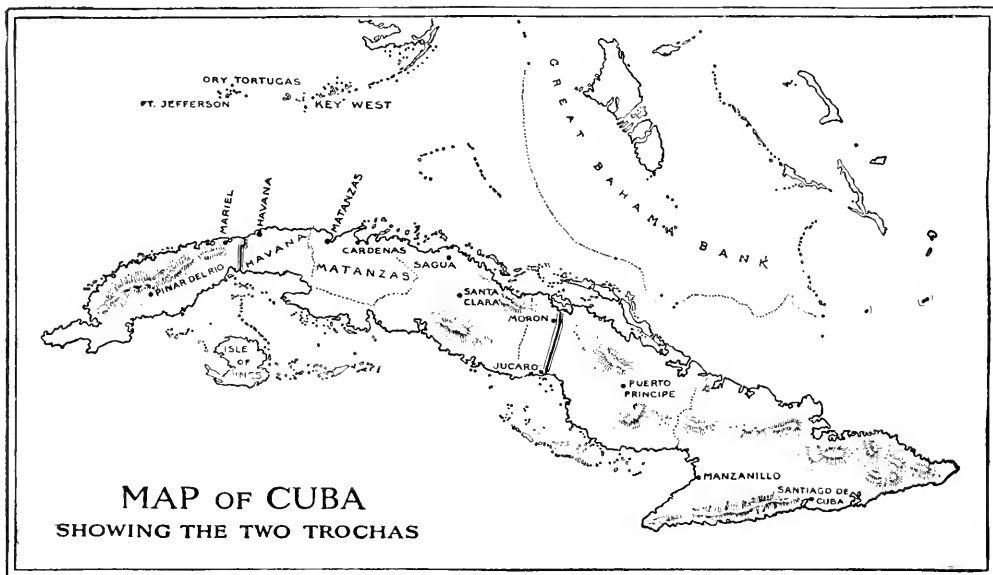 ORY TORTUGAS
FT. JEFFERSON
KEY WEST
GREAT BAHAMA BANK
MARIEL
HAVANA
MATANZAS
HAVANA
MATANZAS
CARDENAS
SAGUA
PINAR DEL RIO
SANTA
CLARA
MORON
ISLE
OF
PINES
JUCARO
PUERTO
PRINCIPE
MANZANILLO
SANTIAGO DE
CUBA
MAP OF CUBA
SHOWING THE TWO TROCHAS